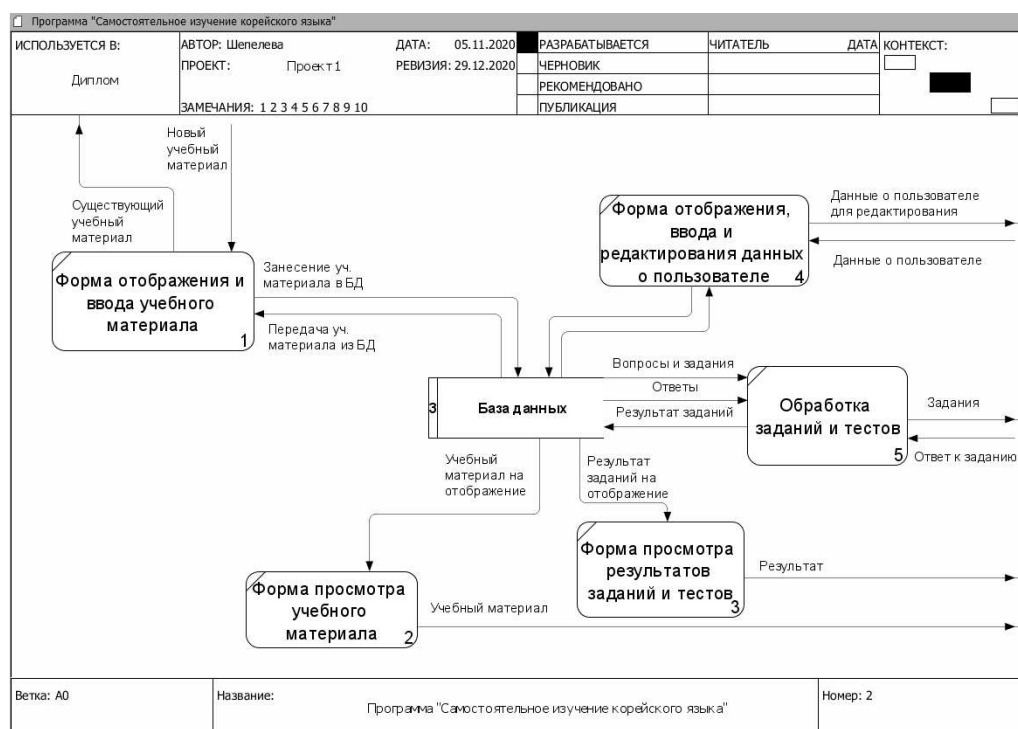 Программа "Самостоятельное изучение корейского языка"
ИСПОЛЬЗУЕТСЯ В:
Диплом
АВТОР: Шепелева
ДАТА: 05.11.2020
ПРОЕКТ: Проект1
РЕВИЗИЯ: 29.12.2020
ЗАМЕЧАНИЯ: 1 2 3 4 5 6 7 8 9 10
РАЗРАБАТЫВАЕТСЯ
ЧЕРНОВИК
РЕКОМЕНДОВАНО
ПУБЛИКАЦИЯ
ЧИТАТЕЛЬ
ДАТА
КОНТЕКСТ:
Новый
учебный
материал
Существующий
учебный
материал
Форма отображения и
ввода учебного
материала
1
Занесение уч.
материала в БД
Передача уч.
материала из БД
Форма отображения,
ввода и
редактирования данных
о пользователе
4
Данные о пользователе
для редактирования
Данные о пользователе
3
База данных
Вопросы и задания
Ответы
Результат заданий
Обработка
заданий и тестов
5
Задания
Ответ к заданию
Учебный
материал на
отображение
Результат
заданий на
отображение
Форма просмотра
результатов
заданий и тестов
3
Результат
Форма просмотра
учебного
материала
2
Учебный материал
Ветка: A0
Название:
Программа "Самостоятельное изучение корейского языка"
Номер: 2